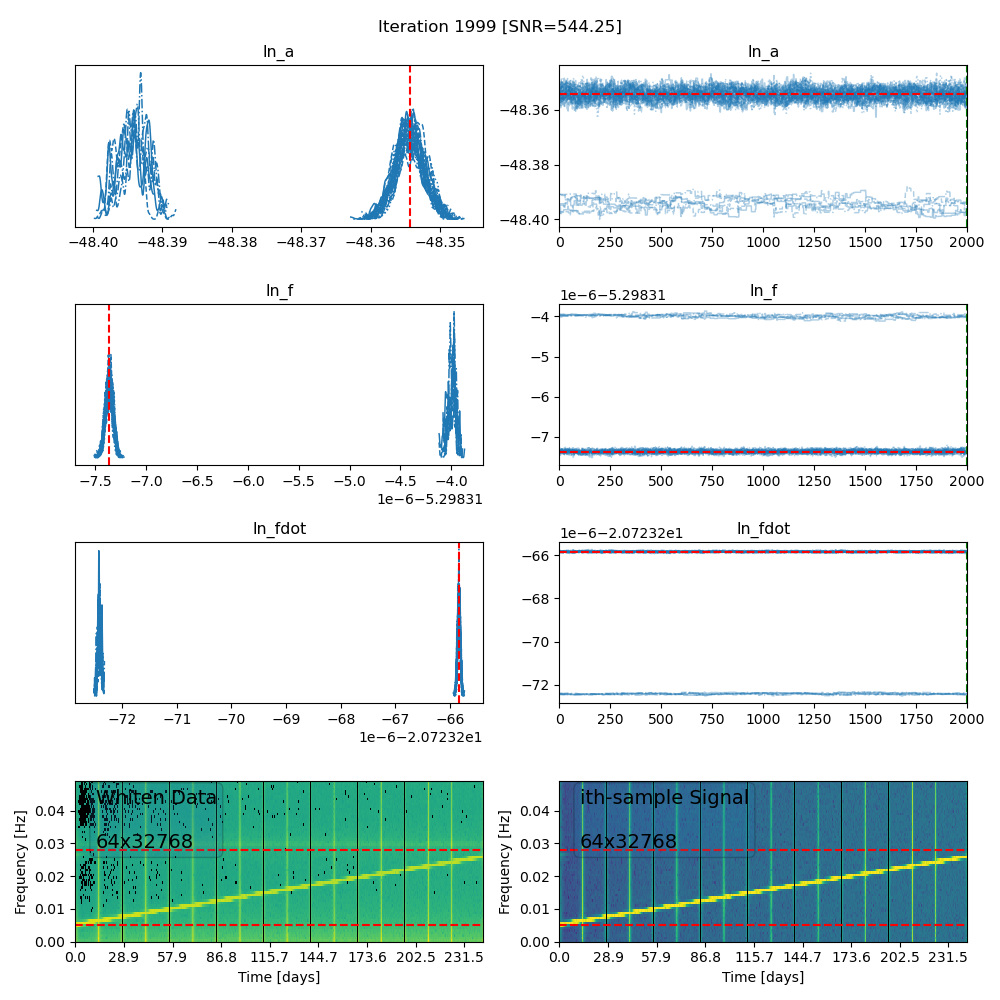 Iteration 1999 [SNR=544.25]
ln_a
ln_a
−48.40 −48.39 −48.38 −48.37 −48.36 −48.35
−48.36
−48.38
−48.40
0 250 500 750 1000 1250 1500 1750 2000
ln_f
1e−6−5.29831
ln_f
−7.5 −7.0 −6.5 −6.0 −5.5 −5.0 −4.5 −4.0
1e−6−5.29831
−4
−5
−6
−7
0 250 500 750 1000 1250 1500 1750 2000
ln_fdot
1e−6−2.07232e1
ln_fdot
−72 −71 −70 −69 −68 −67 −66
1e−6−2.07232e1
−66
−68
−70
−72
0 250 500 750 1000 1250 1500 1750 2000
Whiten Data
64x32768
Frequency [Hz]
0.04
0.03
0.02
0.01
0.00
0.0 28.9 57.9 86.8 115.7 144.7 173.6 202.5 231.5
Time [days]
ith-sample Signal
64x32768
Frequency [Hz]
0.04
0.03
0.02
0.01
0.00
0.0 28.9 57.9 86.8 115.7 144.7 173.6 202.5 231.5
Time [days]